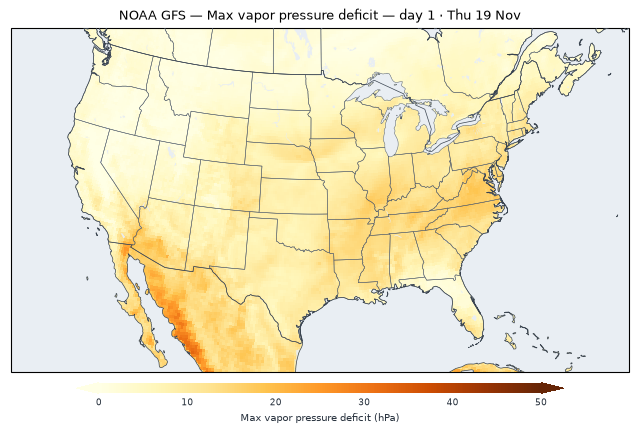 NOAA GFS — Max vapor pressure deficit — day 1 · Thu 19 Nov
0 10 20 30 40 50
Max vapor pressure deficit (hPa)